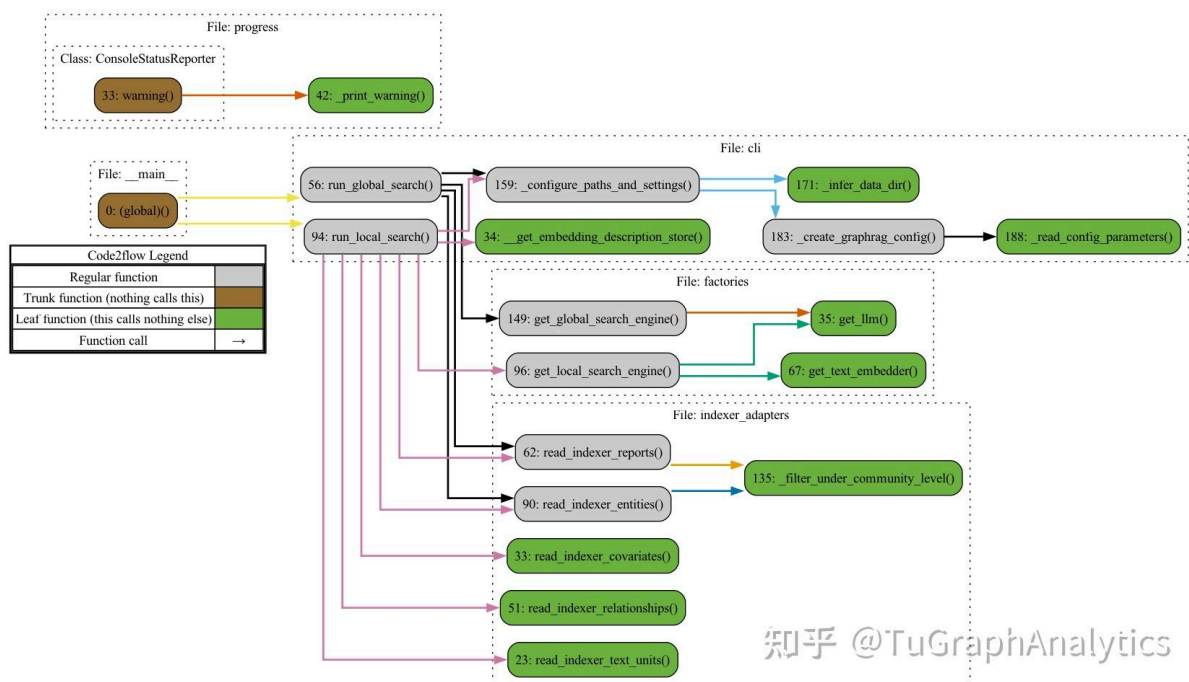 File: progress
Class: ConsoleStatusReporter
33: warning()
42: _print_warning()
File: cli
File: __main__
0: (global)()
56: run_global_search()
159: _configure_paths_and_settings()
171: _infer_data_dir()
94: run_local_search()
34: __get_embedding_description_store()
183: _create_graphrag_config()
188: _read_config_parameters()
Code2flow Legend
Regular function
Trunk function (nothing calls this)
Leaf function (this calls nothing else)
Function call →
File: factories
149: get_global_search_engine()
35: get_llm()
96: get_local_search_engine()
67: get_text_embedder()
File: indexer_adapters
62: read_indexer_reports()
135: _filter_under_community_level()
90: read_indexer_entities()
33: read_indexer_covariates()
51: read_indexer_relationships()
23: read_indexer_text_units()
知乎 @TuGraphAnalytics